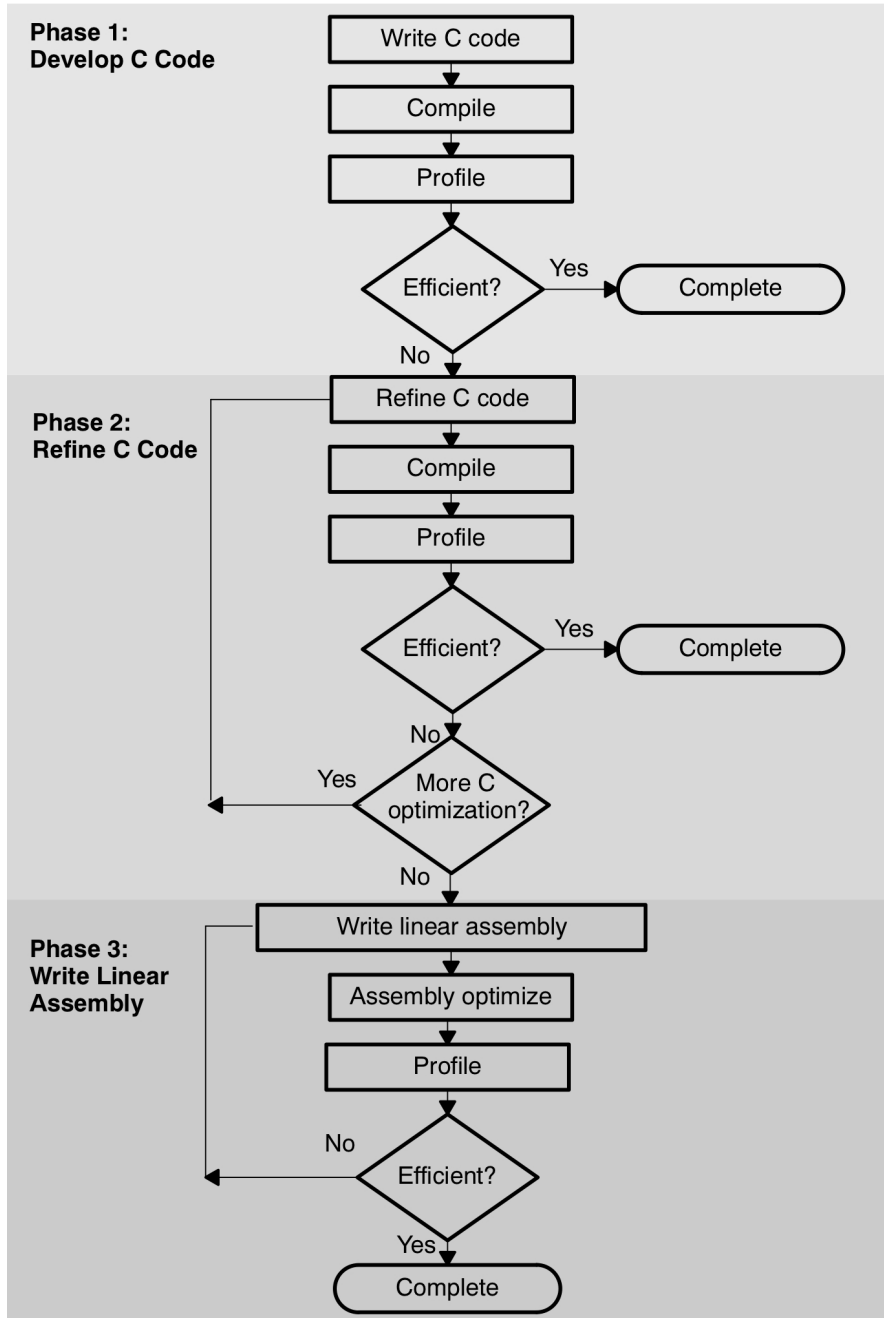 Phase 1:
Develop C Code
Write C code
Compile
Profile
Efficient?
Yes
Complete
No
Phase 2:
Refine C Code
Refine C code
Compile
Profile
Efficient?
Yes
Complete
No
More C
optimization?
Yes
No
Phase 3:
Write Linear
Assembly
Write linear assembly
Assembly optimize
Profile
Efficient?
No
Yes
Complete